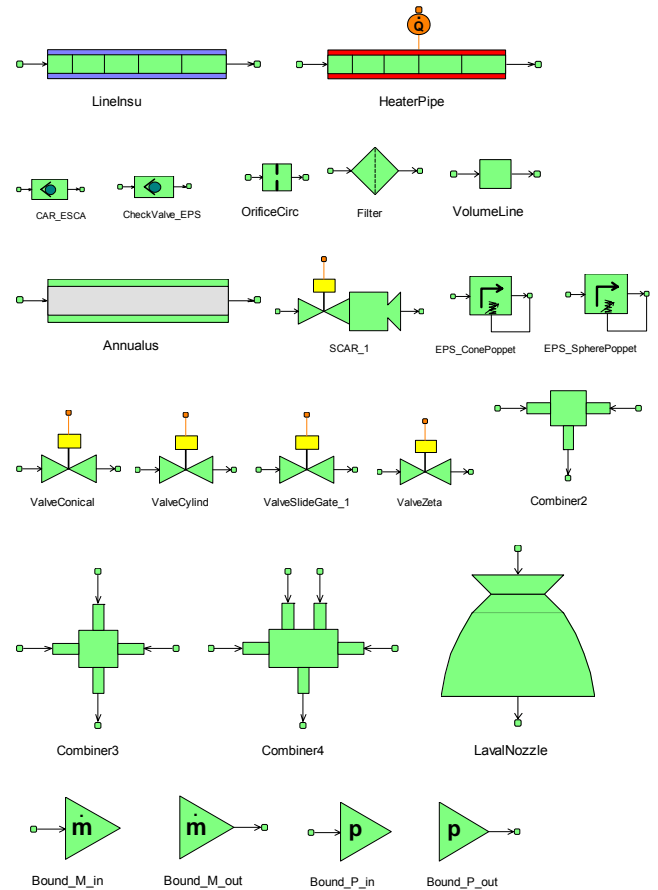 Q̇
LineInsu
HeaterPipe
CAR_ESCA
CheckValve_EPS
OrificeCirc
Filter
VolumeLine
Annualus
SCAR_1
EPS_ConePoppet
EPS_SpherePoppet
ValveConical
ValveCylind
ValveSlideGate_1
ValveZeta
Combiner2
Combiner3
Combiner4
LavalNozzle
ṁ
ṁ
p
p
Bound_M_in
Bound_M_out
Bound_P_in
Bound_P_out